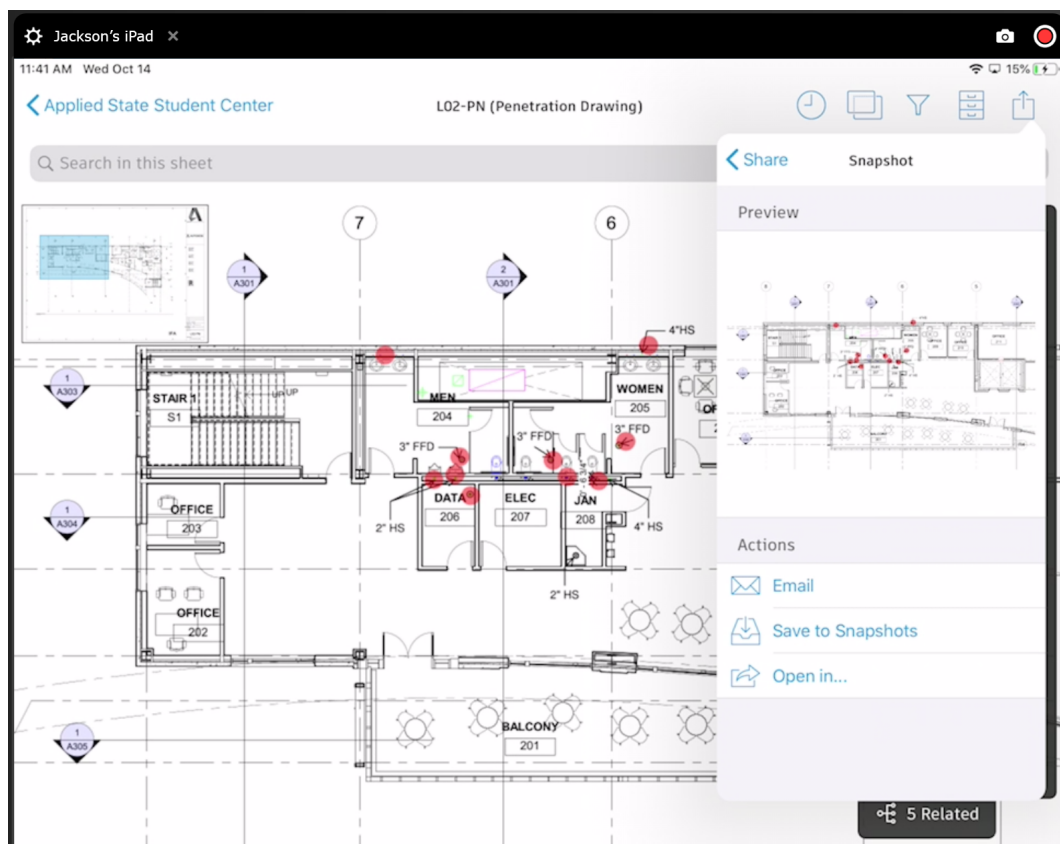 Jackson's iPad ×
11:41 AM Wed Oct 14
15%
Applied State Student Center
L02-PN (Penetration Drawing)
Search in this sheet
Share
Snapshot
Preview
Actions
Email
Save to Snapshots
Open in...
5 Related
7
6
1
A301
2
A301
4"HS
1
A303
STAIR 1
S1
UP UP
MEN
204
WOMEN
205
3" FFD
3" FFD
3" FFD
DATA
206
ELEC
207
JAN
208
2" HS
4" HS
2" HS
1
A304
OFFICE
203
OFFICE
202
BALCONY
201
1
A305